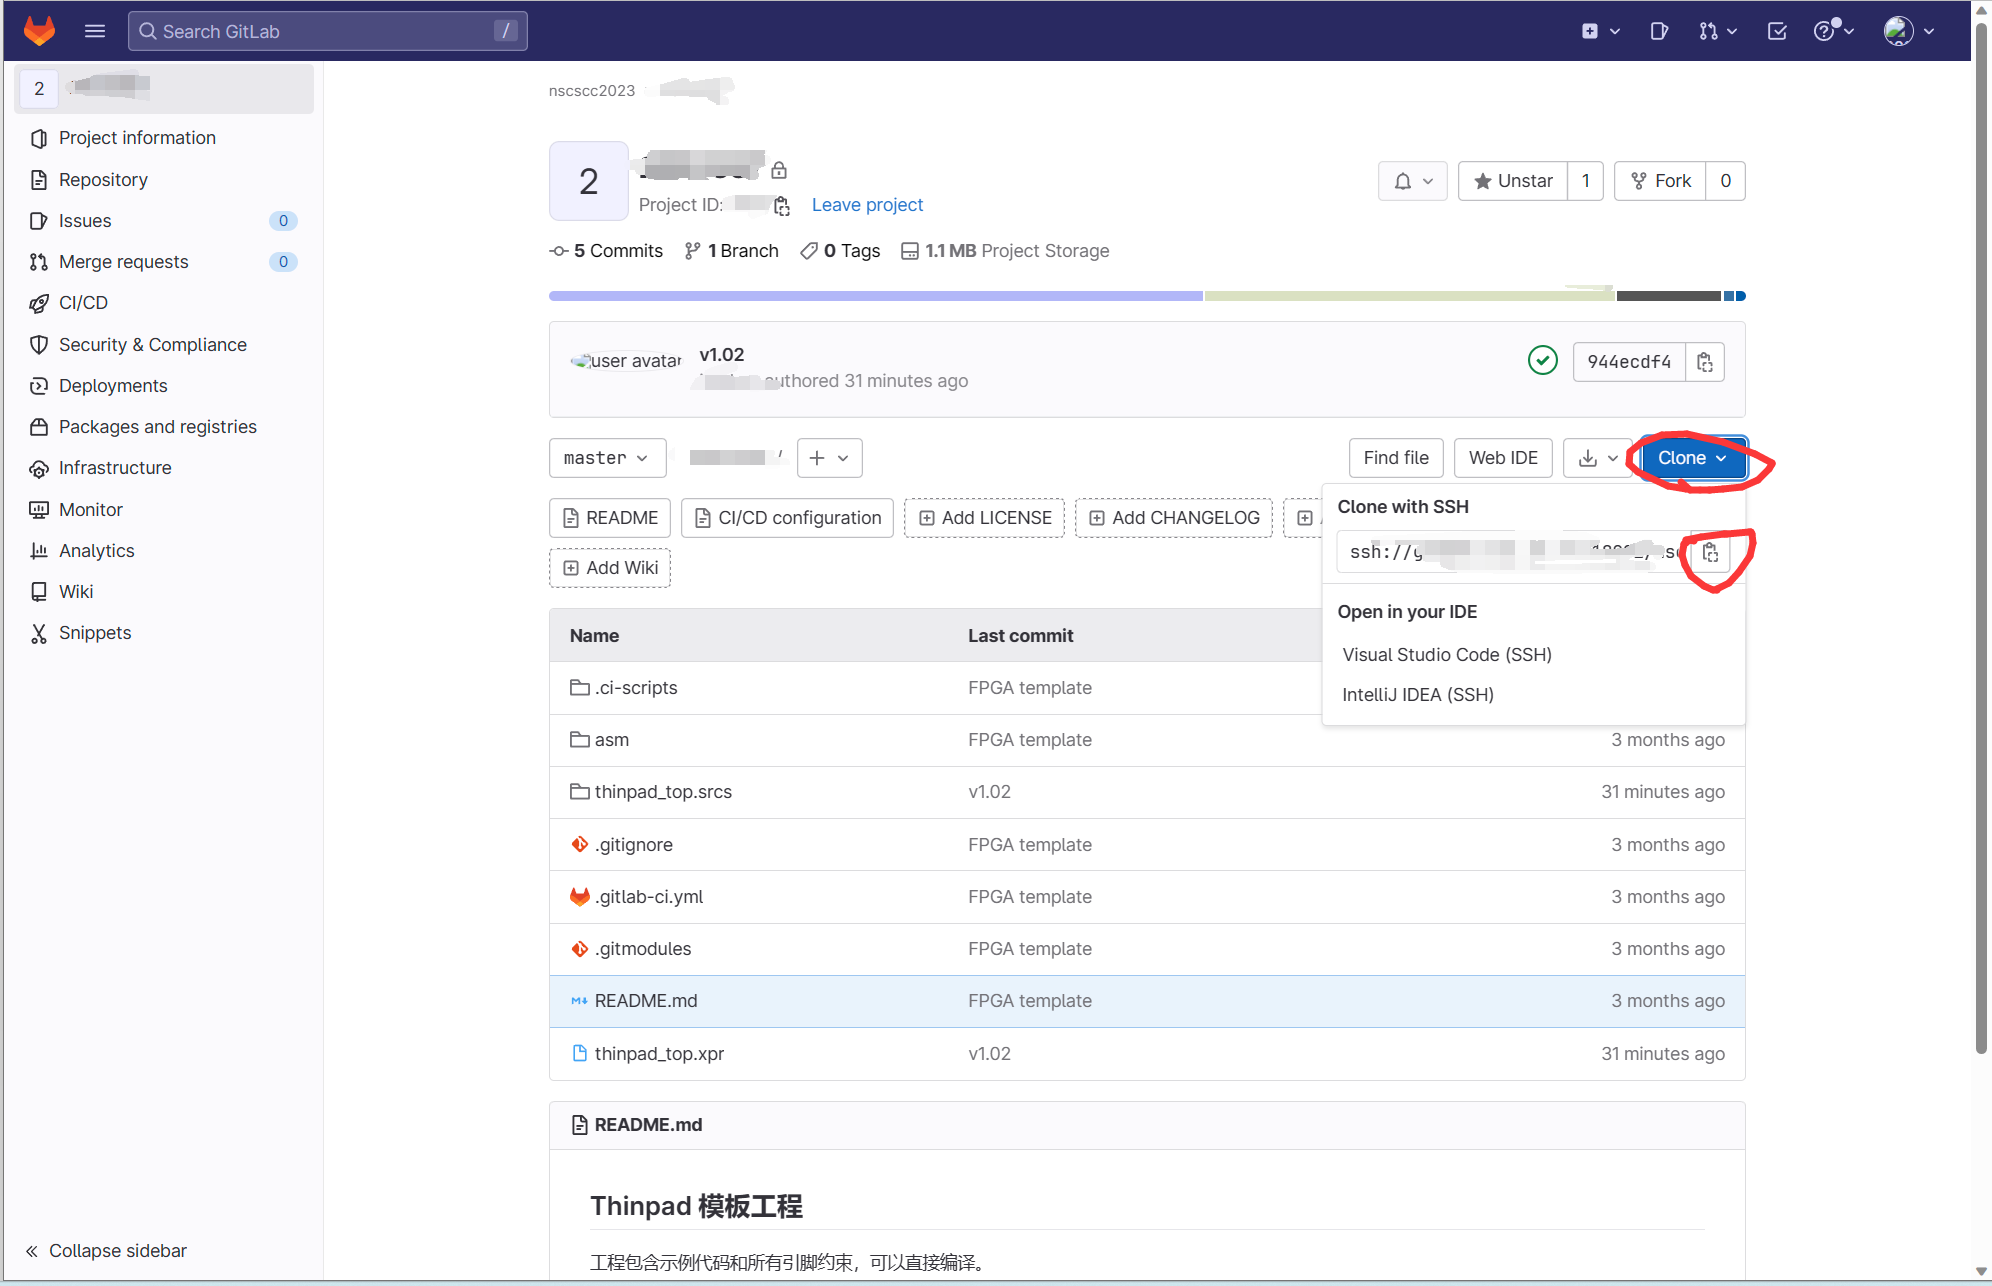 Search GitLab /
2
Project information
Repository
Issues 0
Merge requests 0
CI/CD
Security & Compliance
Deployments
Packages and registries
Infrastructure
Monitor
Analytics
Wiki
Snippets
Collapse sidebar
nscscc2023
2
Project ID: Leave project
Unstar 1 Fork 0
5 Commits 1 Branch 0 Tags 1.1 MB Project Storage
user avatar v1.02
authored 31 minutes ago
944ecdf4
master / Find file Web IDE Clone
README CI/CD configuration Add LICENSE Add CHANGELOG
Add Wiki
Clone with SSH
ssh://g
Open in your IDE
Visual Studio Code (SSH)
IntelliJ IDEA (SSH)
Name Last commit
.ci-scripts FPGA template
asm FPGA template 3 months ago
thinpad_top.srcs v1.02 31 minutes ago
.gitignore FPGA template 3 months ago
.gitlab-ci.yml FPGA template 3 months ago
.gitmodules FPGA template 3 months ago
README.md FPGA template 3 months ago
thinpad_top.xpr v1.02 31 minutes ago
README.md
Thinpad 模板工程
工程包含示例代码和所有引脚约束，可以直接编译。